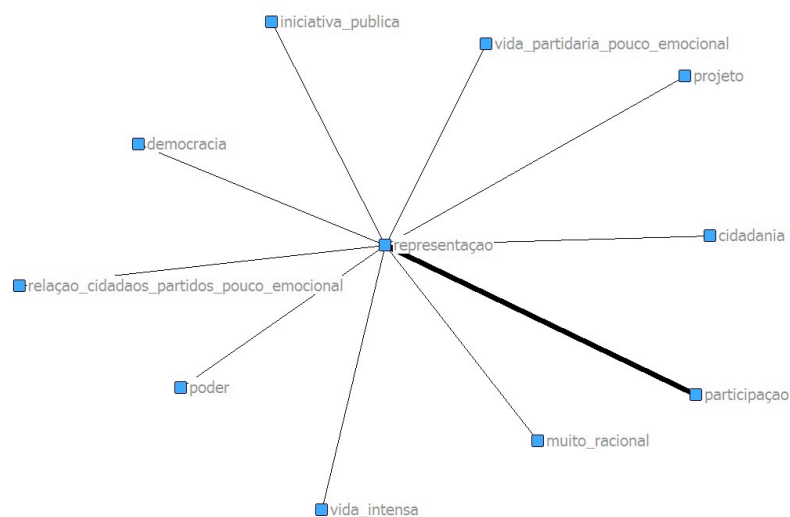 iniciativa_publica
vida_partidaria_pouco_emocional
projeto
democracia
cidadania
representaçao
relaçao_cidadaos_partidos_pouco_emocional
poder
participaçao
muito_racional
vida_intensa